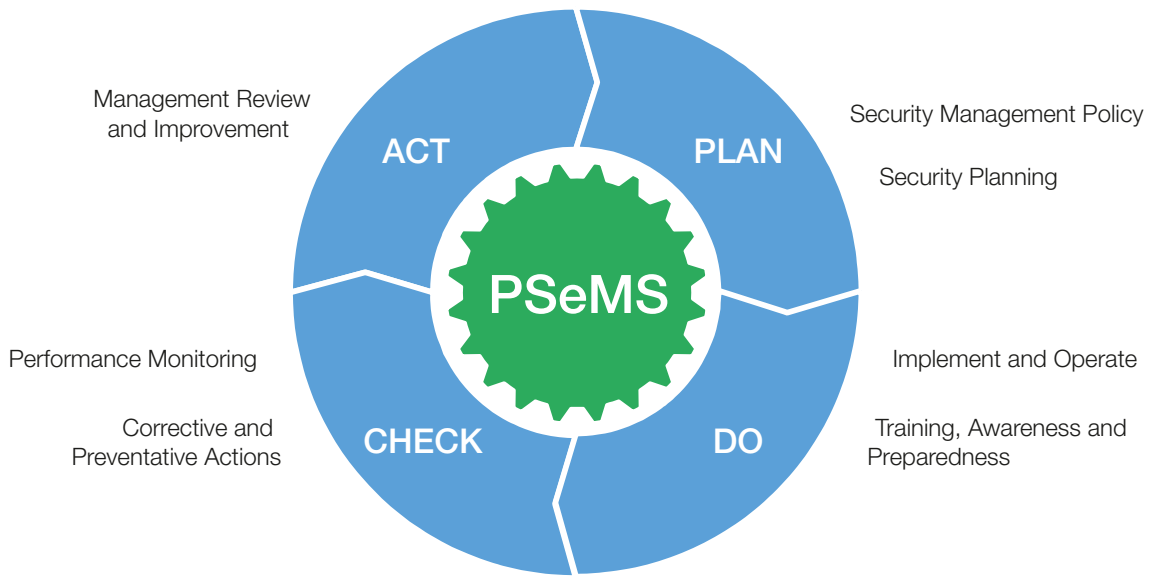 Management Review
and Improvement
ACT
PLAN
Security Management Policy
Security Planning
PSeMS
Performance Monitoring
Corrective and
Preventative Actions
CHECK
DO
Implement and Operate
Training, Awareness and
Preparedness